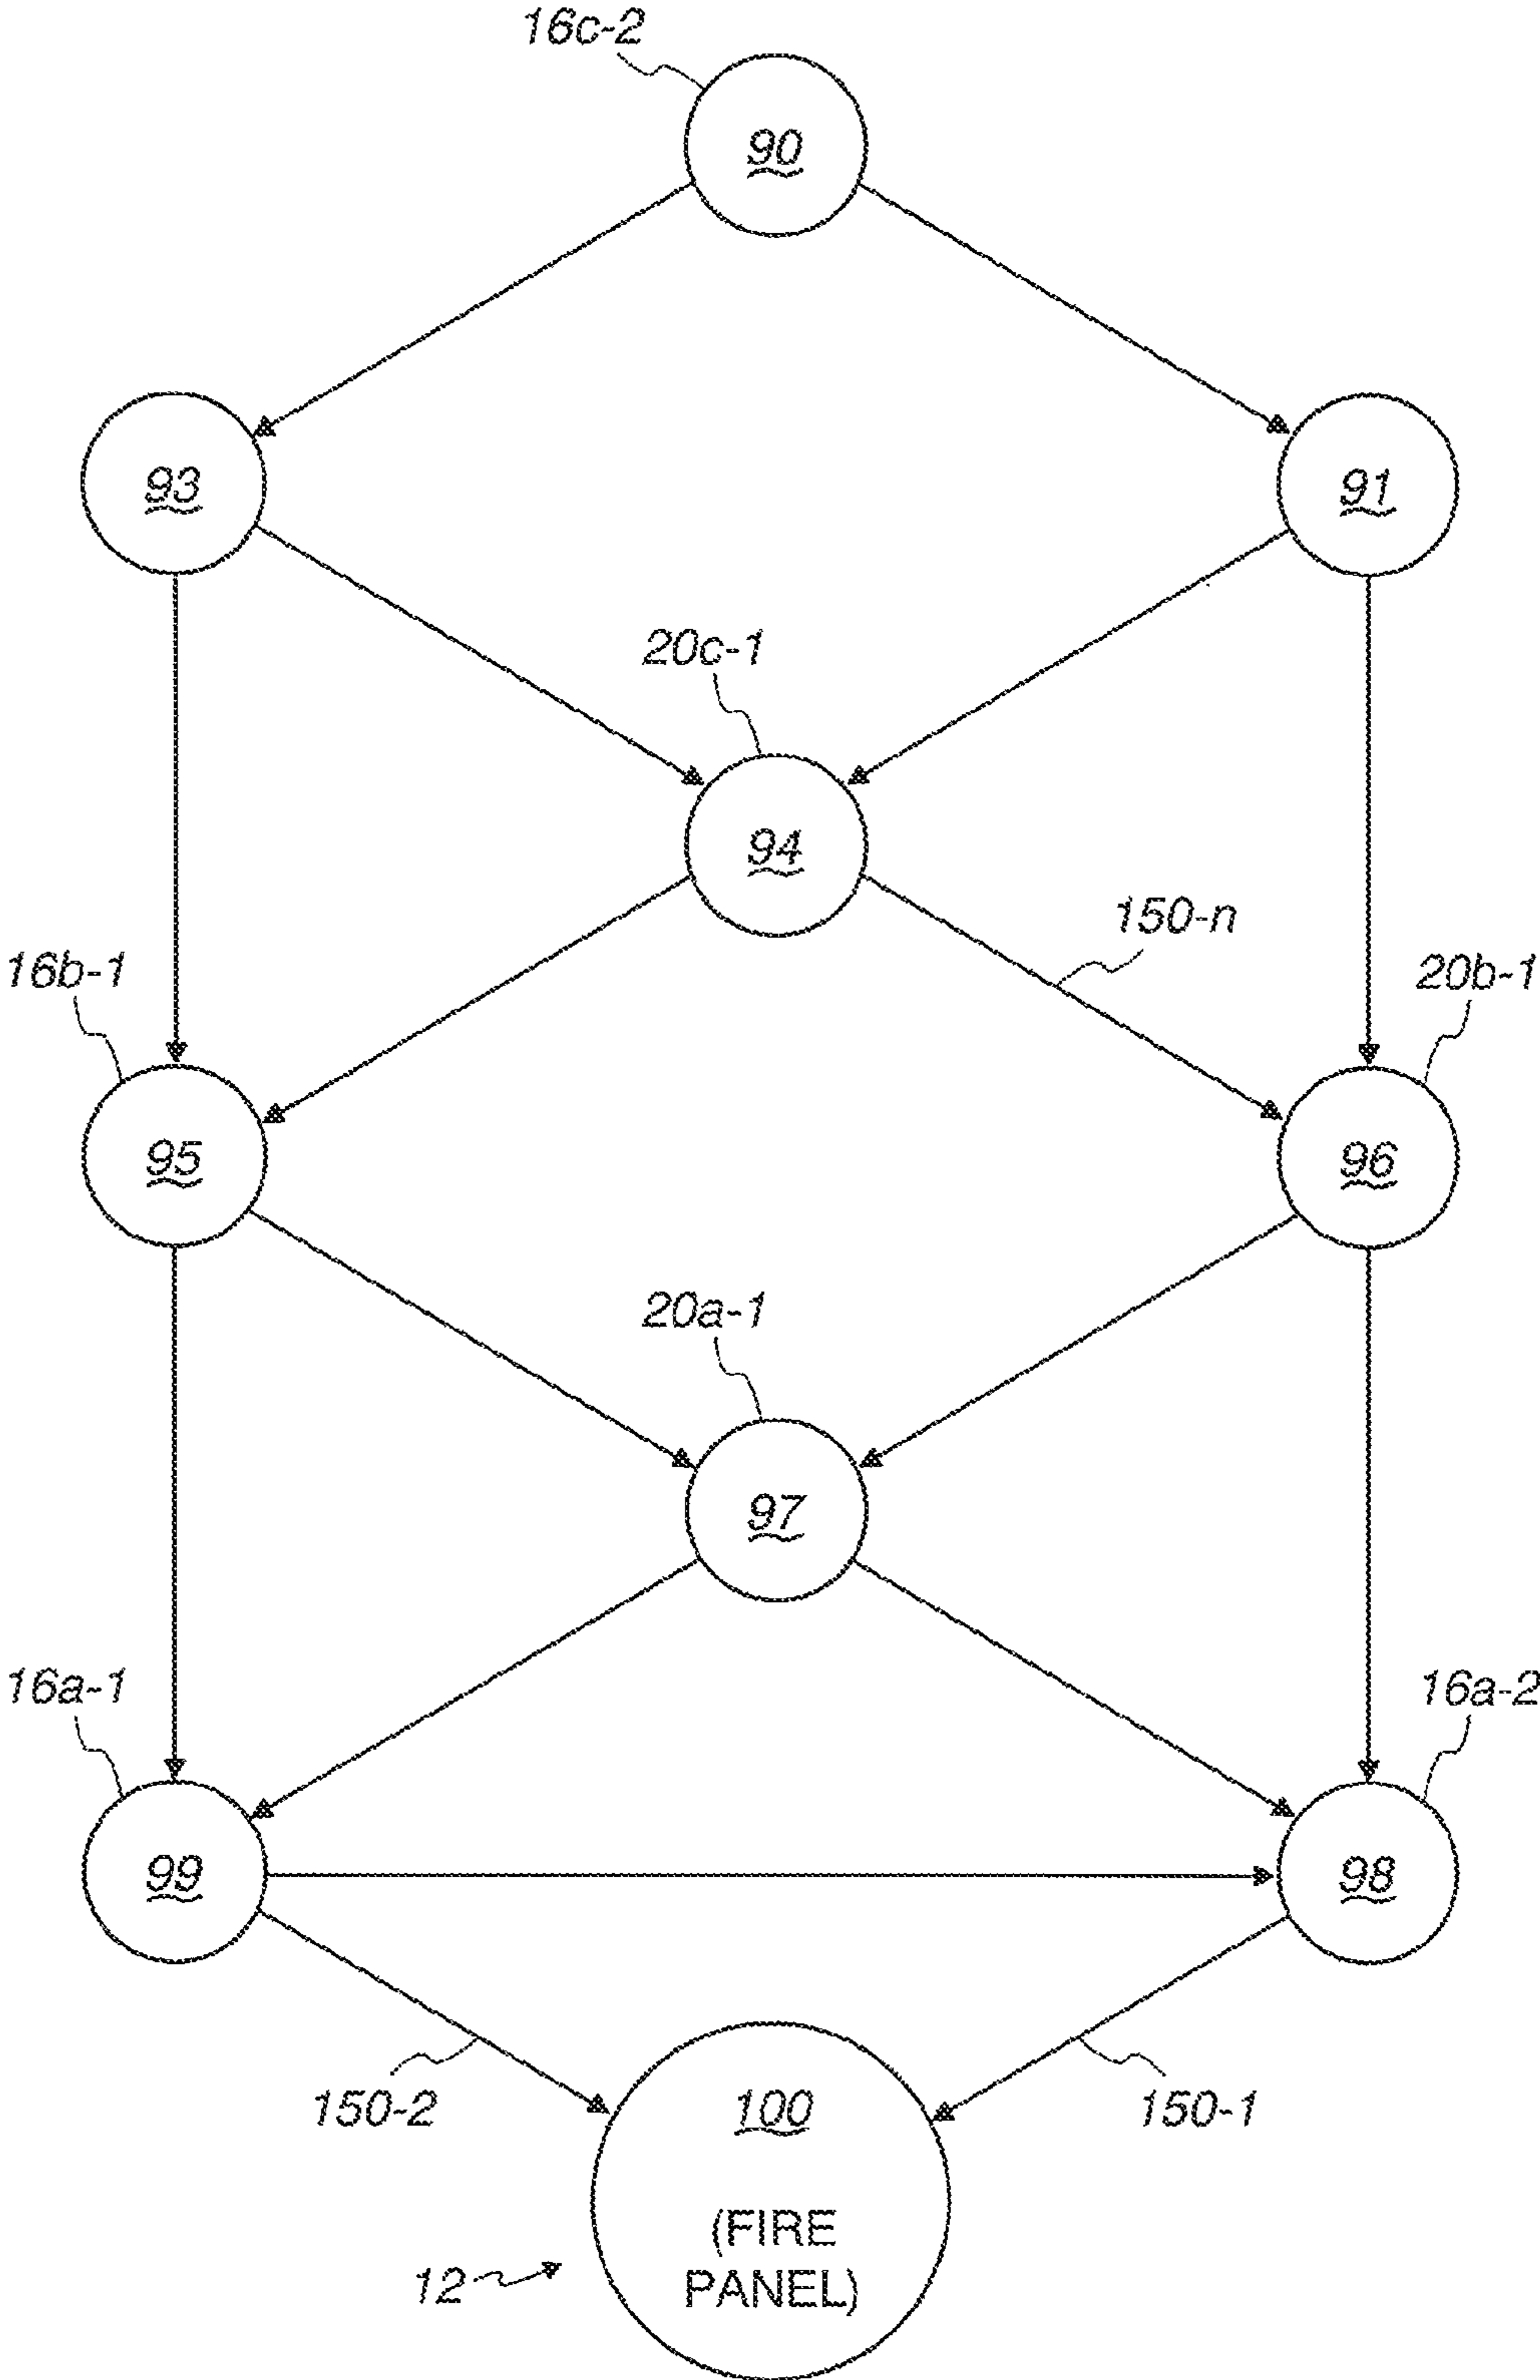 16c-2
90
93
91
20c-1
94
150-n
16b-1
20b-1
95
96
20a-1
97
16a-1
16a-2
99
98
150-2
100
150-1
(FIRE
PANEL)
12